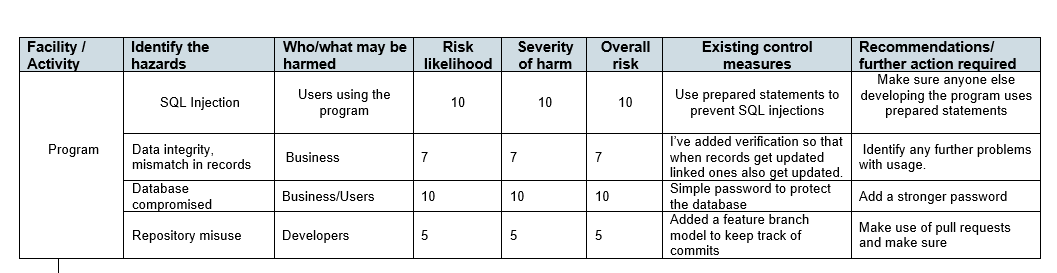 Facility / Activity | Identify the hazards | Who/what may be harmed | Risk likelihood | Severity of harm | Overall risk | Existing control measures | Recommendations/ further action required
Program | SQL Injection | Users using the program | 10 | 10 | 10 | Use prepared statements to prevent SQL injections | Make sure anyone else developing the program uses prepared statements
Data integrity, mismatch in records | Business | 7 | 7 | 7 | I've added verification so that when records get updated linked ones also get updated. | Identify any further problems with usage.
Database compromised | Business/Users | 10 | 10 | 10 | Simple password to protect the database | Add a stronger password
Repository misuse | Developers | 5 | 5 | 5 | Added a feature branch model to keep track of commits | Make use of pull requests and make sure